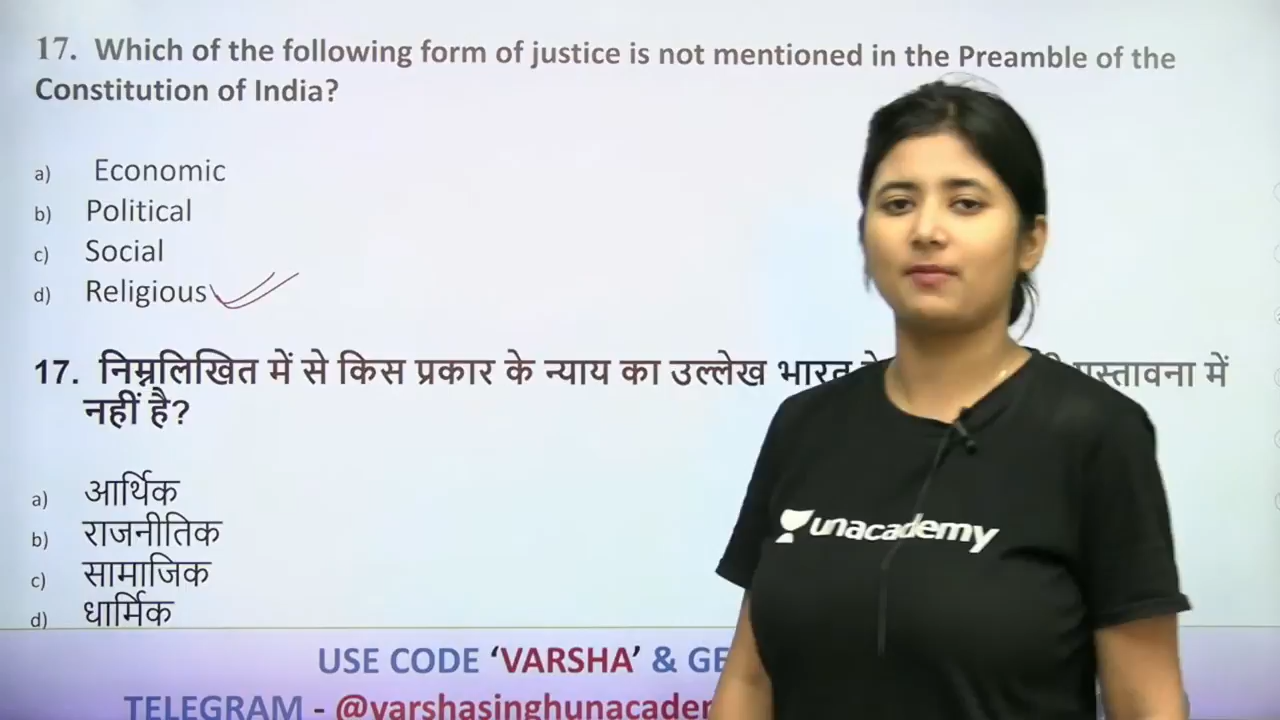 17. Which of the following form of justice is not mentioned in the Preamble of the
Constitution of India?
a) Economic
b) Political
c) Social
d) Religious
17. निम्नलिखित में से किस प्रकार के न्याय का उल्लेख भारत में
नहीं है?
a) आर्थिक
b) राजनीतिक
c) सामाजिक
d) धार्मिक
unacademy
USE CODE ‘VARSHA’ &
TELEGRAM -